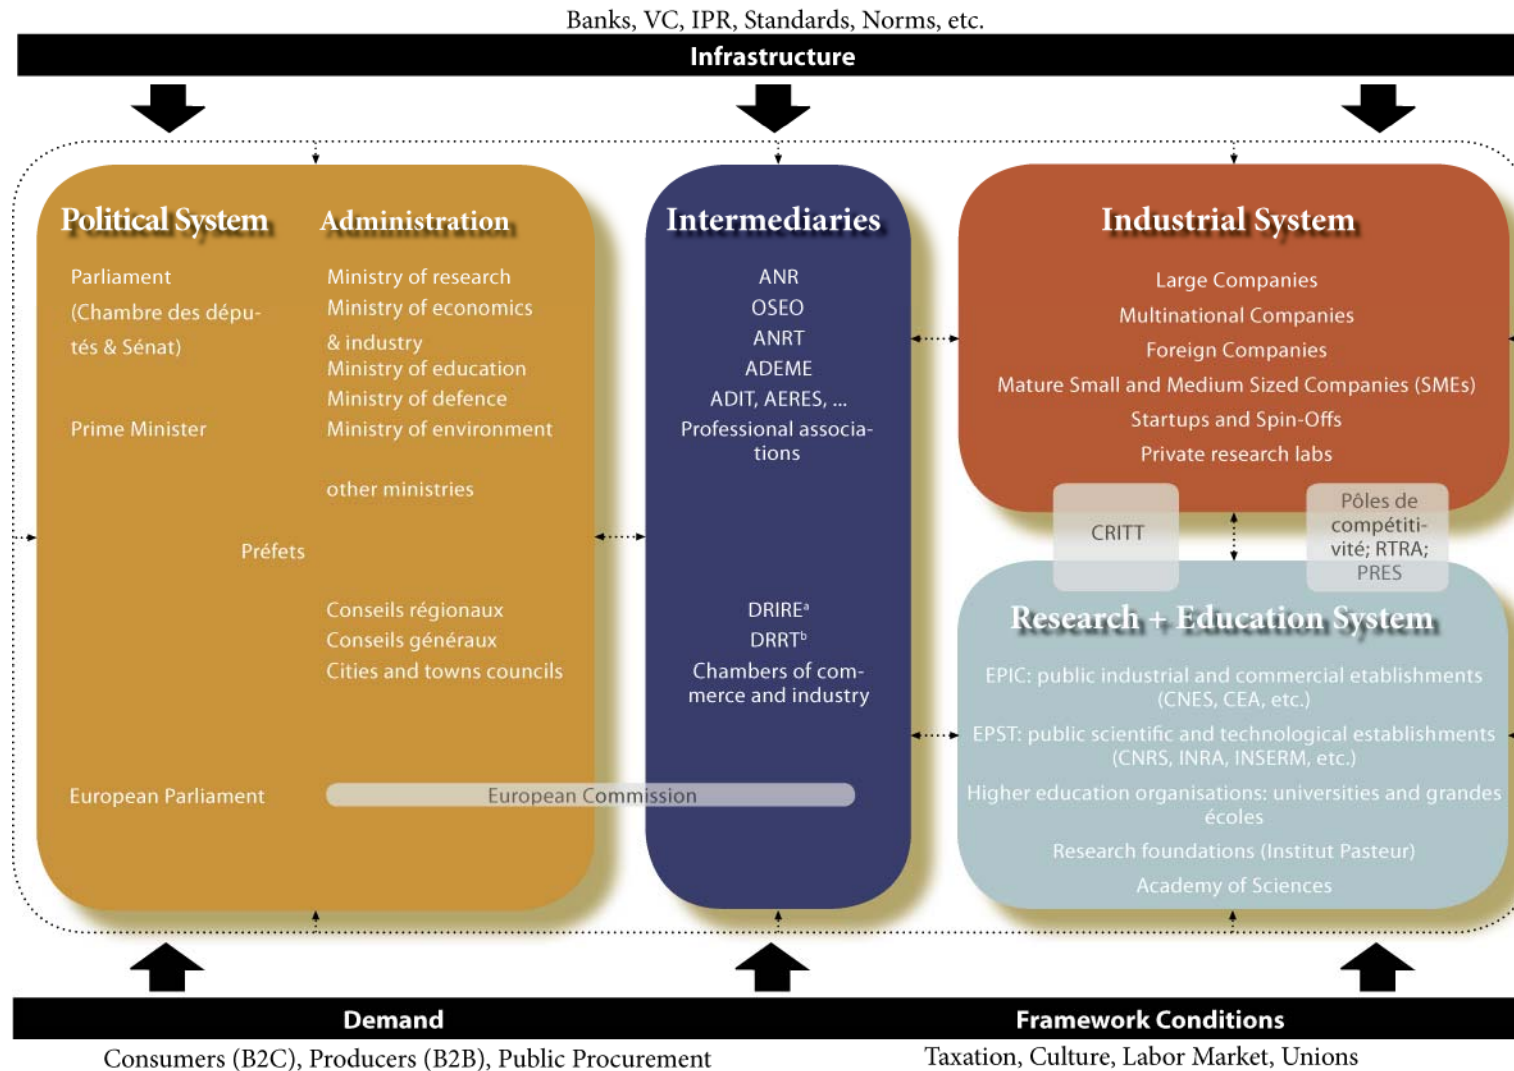 Banks, VC, IPR, Standards, Norms, etc.
Infrastructure
Political System
Parliament
(Chambre des dépu-
tés & Sénat)
Prime Minister
Préfets
European Parliament
Administration
Ministry of research
Ministry of economics
& industry
Ministry of education
Ministry of defence
Ministry of environment
other ministries
Conseils régionaux
Conseils généraux
Cities and towns councils
European Commission
Intermediaries
ANR
OSEO
ANRT
ADEME
ADIT, AERES, ...
Professional associa-
tions
DRIREᵃ
DRRTᵇ
Chambers of com-
merce and industry
Industrial System
Large Companies
Multinational Companies
Foreign Companies
Mature Small and Medium Sized Companies (SMEs)
Startups and Spin-Offs
Private research labs
CRITT
Pôles de
compétiti-
vité; RTRA;
PRES
Research + Education System
EPIC: public industrial and commercial etablishments
(CNES, CEA, etc.)
EPST: public scientific and technological establishments
(CNRS, INRA, INSERM, etc.)
Higher education organisations: universities and grandes
écoles
Research foundations (Institut Pasteur)
Academy of Sciences
Demand
Consumers (B2C), Producers (B2B), Public Procurement
Framework Conditions
Taxation, Culture, Labor Market, Unions